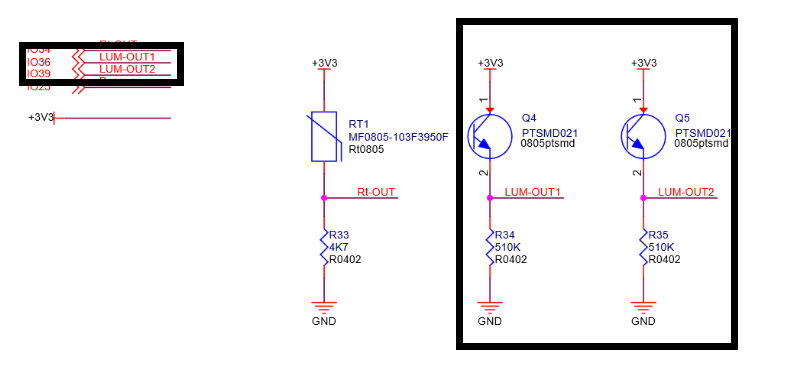 IO34
IO36 LUM-OUT1
IO39 LUM-OUT2
IO25
+3V3
+3V3
RT1
MF0805-103F3950F
Rt0805
Rt-OUT
R33
4K7
R0402
GND
+3V3
1
Q4
PTSMD021
0805ptsmd
2
LUM-OUT1
R34
510K
R0402
GND
+3V3
1
Q5
PTSMD021
0805ptsmd
2
LUM-OUT2
R35
510K
R0402
GND